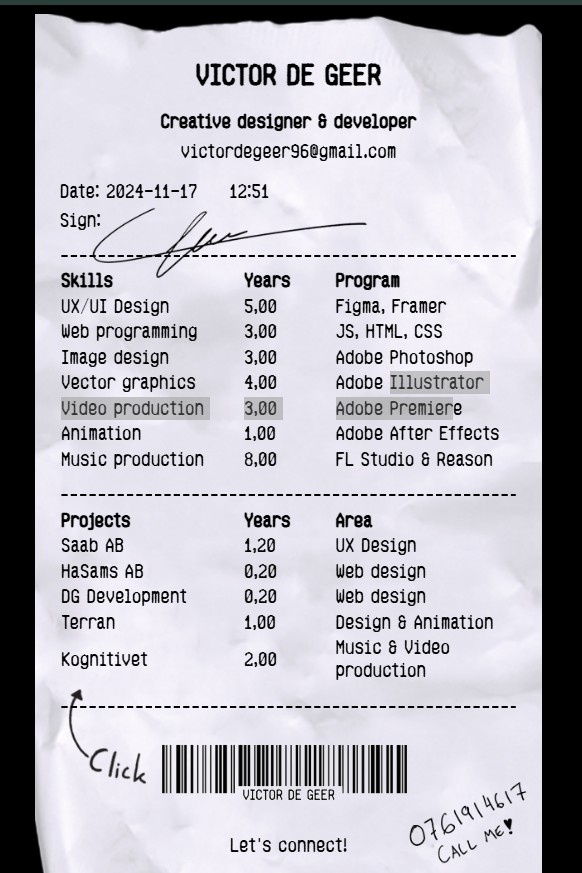 VICTOR DE GEER
Creative designer & developer
victordegeer96@gmail.com
Date: 2024-11-17 12:51
Sign:
Skills Years Program
UX/UI Design 5,00 Figma, Framer
Web programming 3,00 JS, HTML, CSS
Image design 3,00 Adobe Photoshop
Vector graphics 4,00 Adobe Illustrator
Video production 3,00 Adobe Premiere
Animation 1,00 Adobe After Effects
Music production 8,00 FL Studio & Reason
Projects Years Area
Saab AB 1,20 UX Design
HaSams AB 0,20 Web design
DG Development 0,20 Web design
Terran 1,00 Design & Animation
Kognitivet 2,00 Music & Video
production
Click
VICTOR DE GEER
0761914617
CALL ME!
Let's connect!